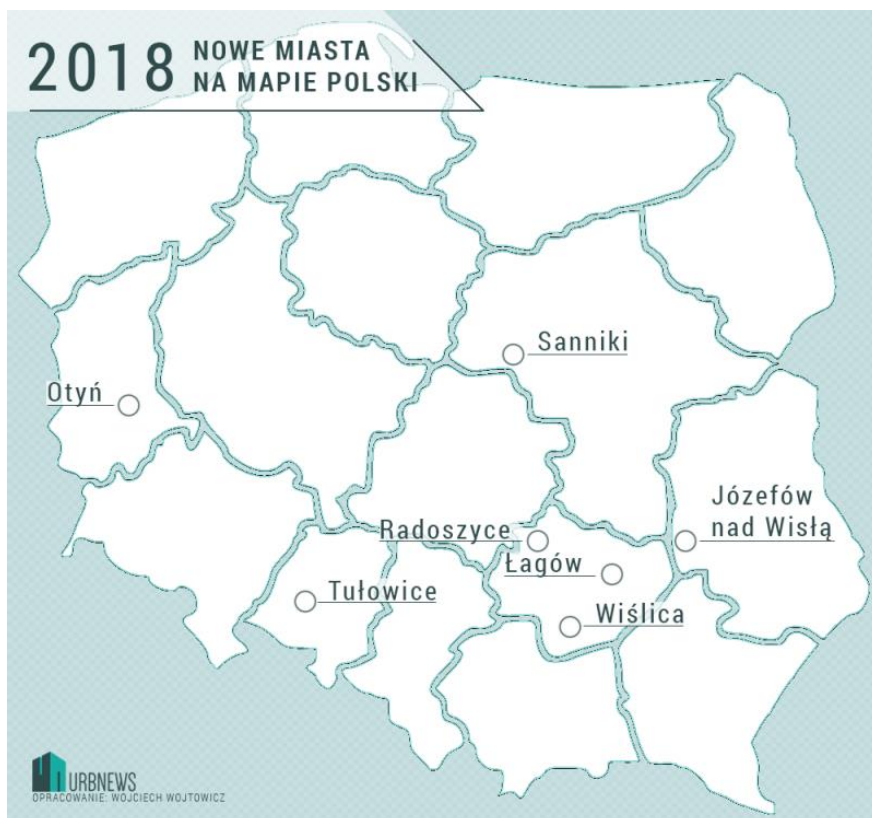 2018 NOWE MIASTA
NA MAPIE POLSKI
Sanniki
Otyń
Józefów
nad Wisłą
Radoszyce
Łagów
Tułowice
Wiślica
URBNEWS
OPRACOWANIE: WOJCIECH WOJTOWICZ